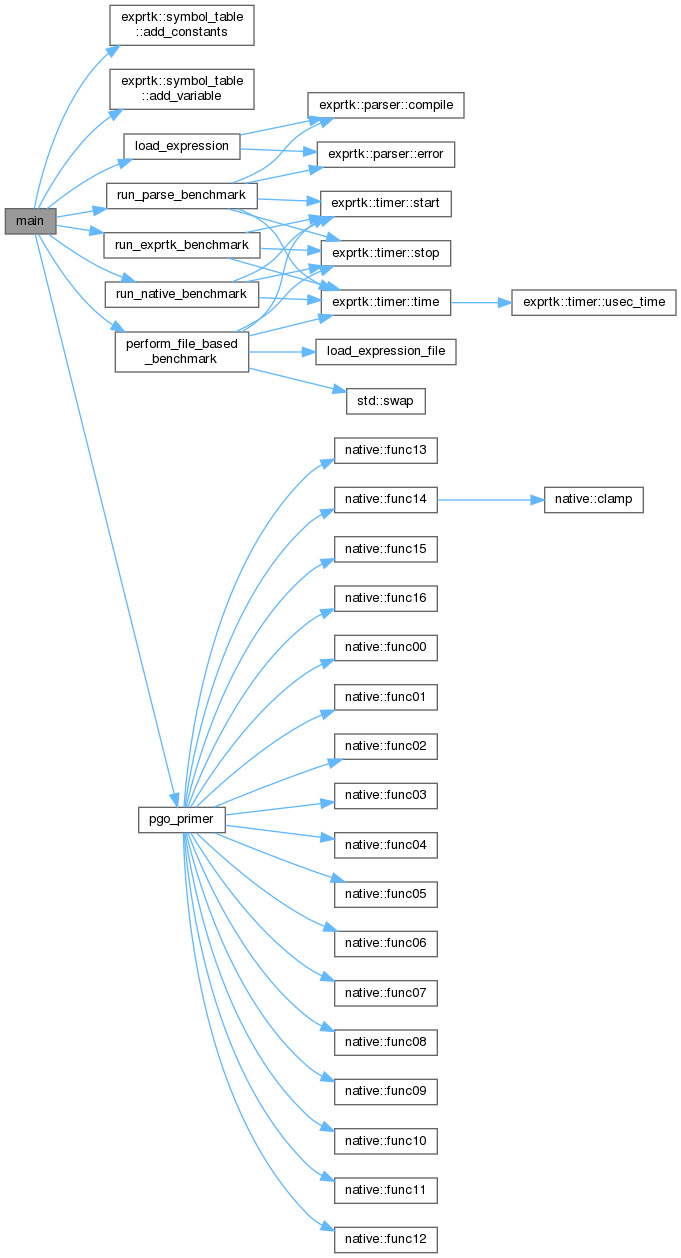 exprtk::symbol_table
::add_constants
exprtk::symbol_table
::add_variable
exprtk::parser::compile
load_expression
exprtk::parser::error
run_parse_benchmark
exprtk::timer::start
main
run_exprtk_benchmark
exprtk::timer::stop
run_native_benchmark
exprtk::timer::time
exprtk::timer::usec_time
perform_file_based
_benchmark
load_expression_file
std::swap
native::func13
native::func14
native::clamp
native::func15
native::func16
native::func00
native::func01
native::func02
native::func03
pgo_primer
native::func04
native::func05
native::func06
native::func07
native::func08
native::func09
native::func10
native::func11
native::func12